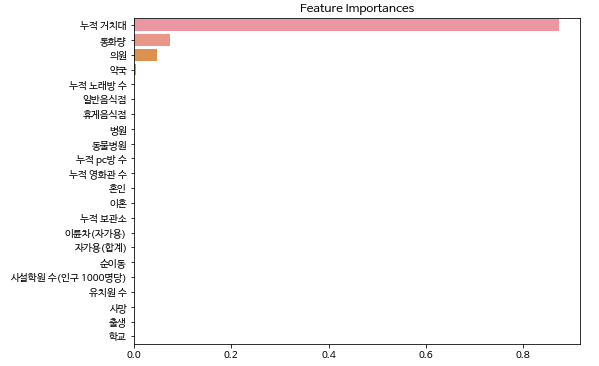 Feature Importances
누적 거치대
통화량
의원
약국
누적 노래방 수
일반음식점
휴게음식점
병원
동물병원
누적 pc방 수
누적 영화관 수
혼인
이혼
누적 보관소
이륜차(자가용)
자가용(합계)
순이동
사설학원 수(인구 1000명당)
유치원 수
사망
출생
학교
0.0 0.2 0.4 0.6 0.8